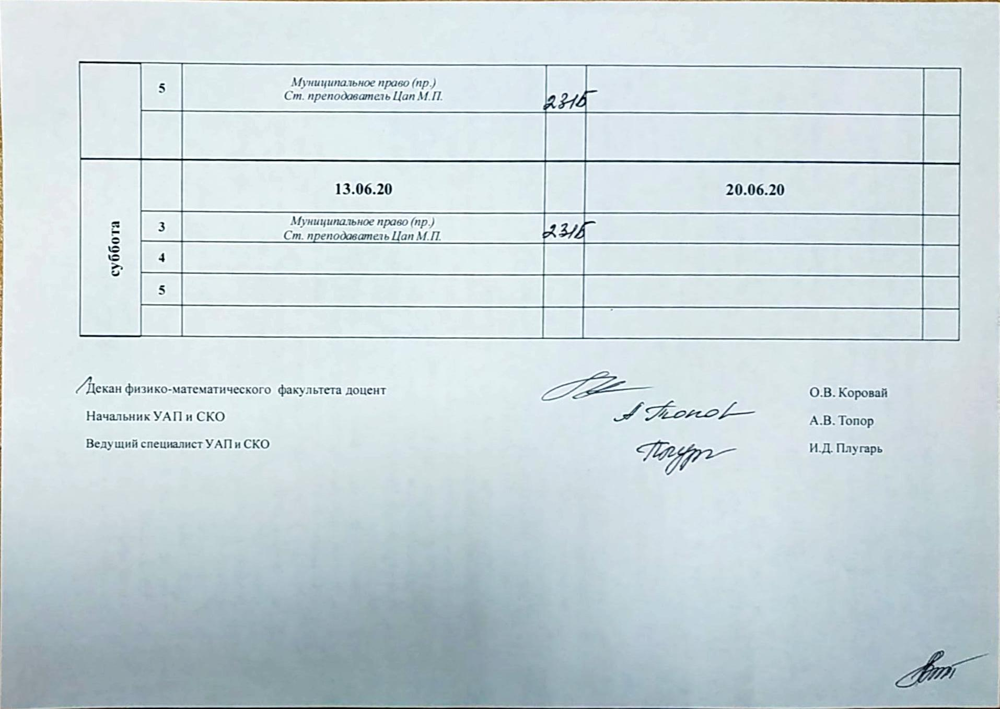 5
Муниципальное право (пр.)
Ст. преподаватель Цап М.П.
231Б
суббота
13.06.20
20.06.20
3
Муниципальное право (пр.)
Ст. преподаватель Цап М.П.
231Б
4
5
Декан физико-математического факультета доцент
О.В. Коровай
Начальник УАП и СКО
А.В. Топор
Ведущий специалист УАП и СКО
И.Д. Плугарь